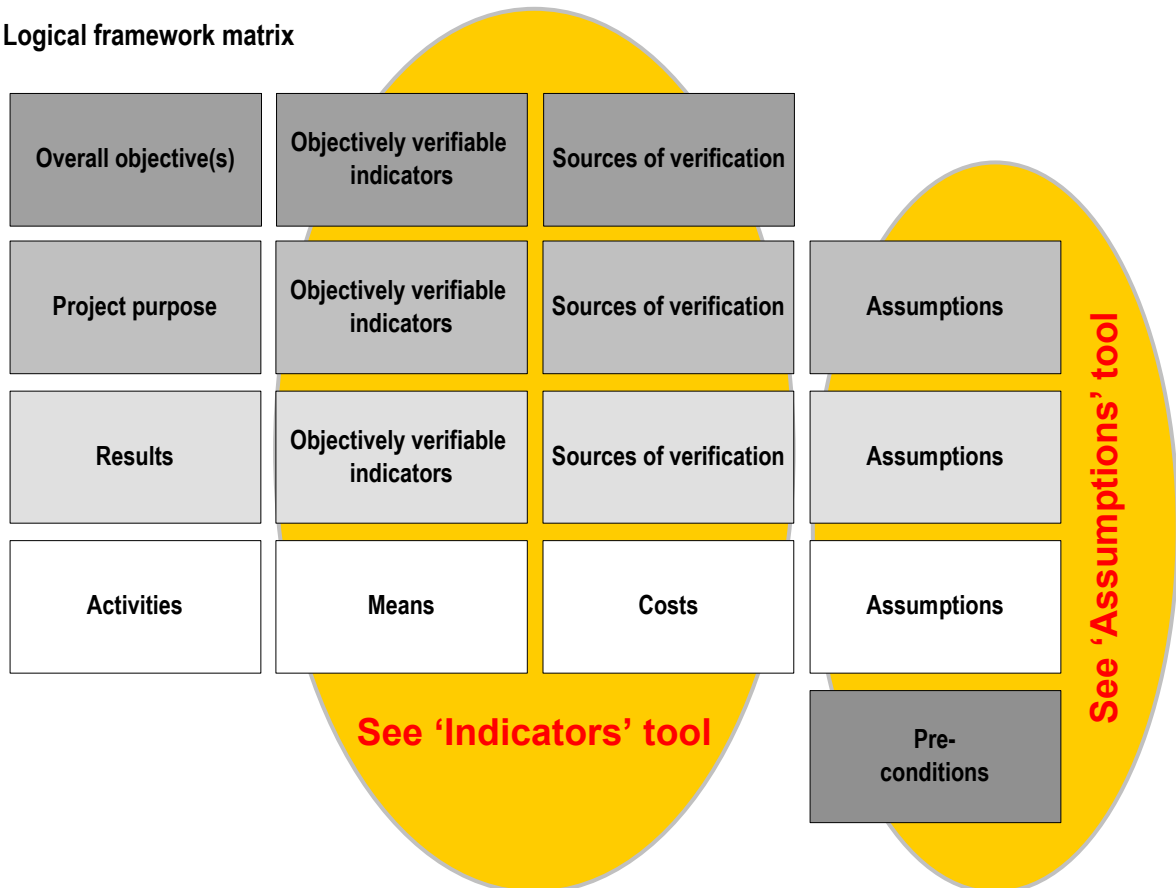 Logical framework matrix
Overall objective(s)
Objectively verifiable
indicators
Sources of verification
Project purpose
Objectively verifiable
indicators
Sources of verification
Assumptions
Results
Objectively verifiable
indicators
Sources of verification
Assumptions
Activities
Means
Costs
Assumptions
Pre-
conditions
See ‘Indicators’ tool
See ‘Assumptions’ tool